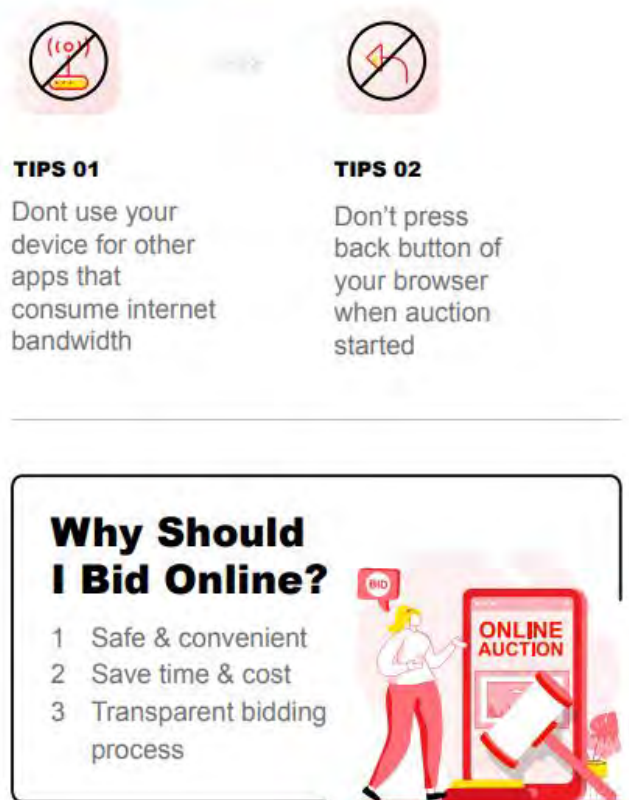 TIPS 01
Dont use your
device for other
apps that
consume internet
bandwidth
TIPS 02
Don't press
back button of
your browser
when auction
started
Why Should
I Bid Online?
1 Safe & convenient
2 Save time & cost
3 Transparent bidding
process
BID
ONLINE
AUCTION